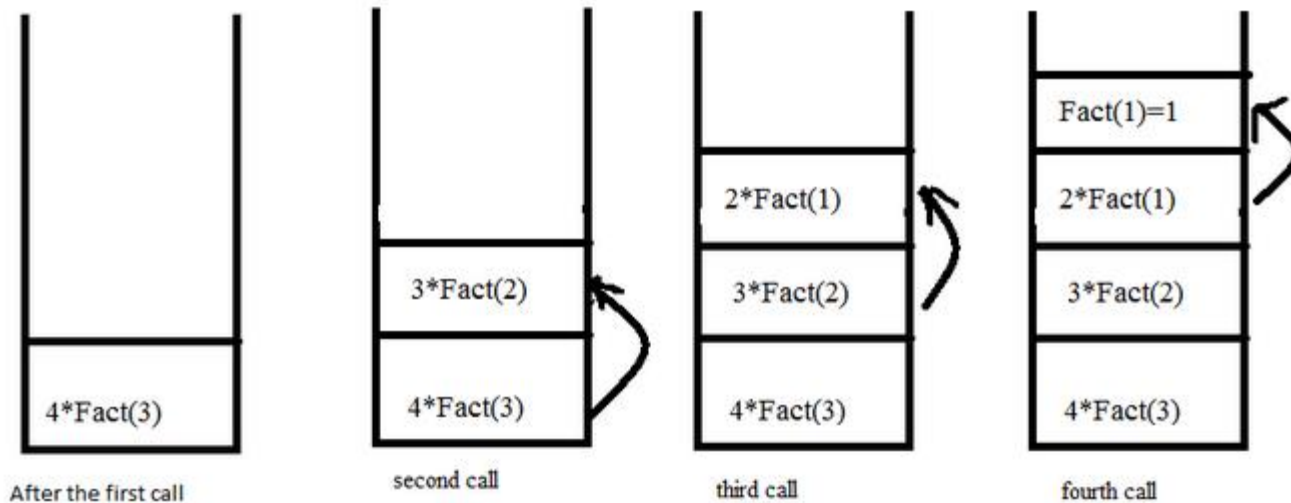 4*Fact(3)
After the first call
3*Fact(2)
4*Fact(3)
second call
2*Fact(1)
3*Fact(2)
4*Fact(3)
third call
Fact(1)=1
2*Fact(1)
3*Fact(2)
4*Fact(3)
fourth call